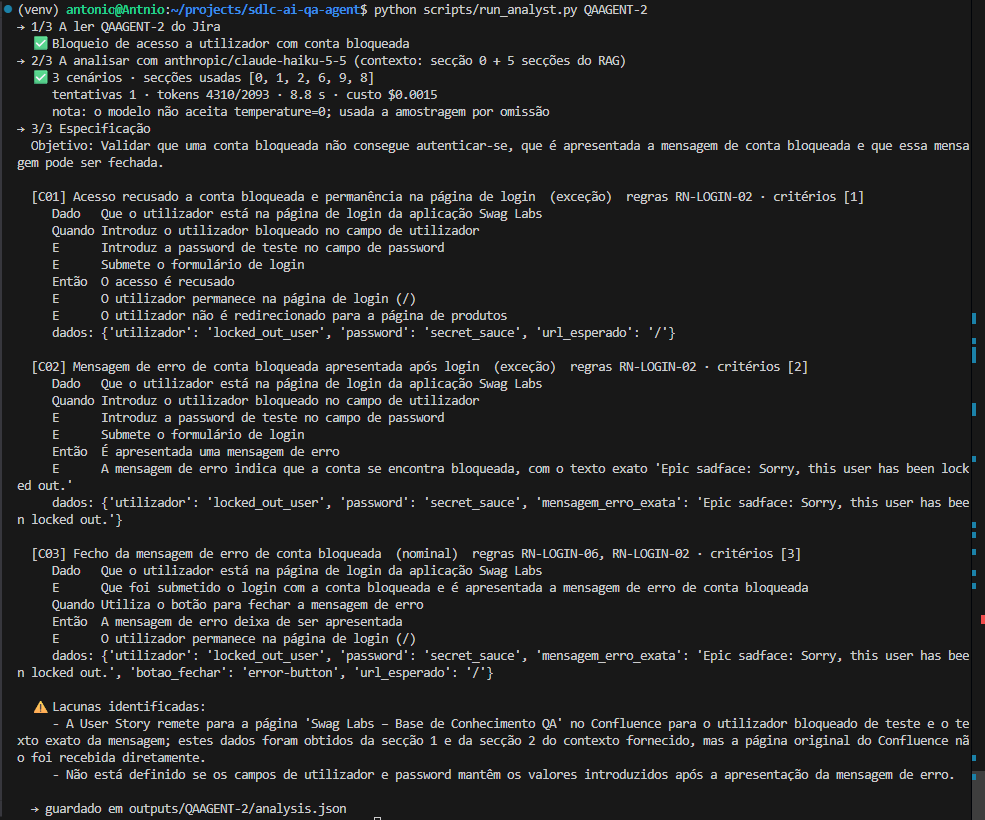 (venv) antonio@Antnio:~/projects/sdlc-ai-qa-agent$ python scripts/run_analyst.py QAAGENT-2
→ 1/3 A ler QAAGENT-2 do Jira
✅ Bloqueio de acesso a utilizador com conta bloqueada
→ 2/3 A analisar com anthropic/claude-haiku-5-5 (contexto: secção 0 + 5 secções do RAG)
✅ 3 cenários · secções usadas [0, 1, 2, 6, 9, 8]
tentativas 1 · tokens 4310/2093 · 8.8 s · custo $0.0015
nota: o modelo não aceita temperature=0; usada a amostragem por omissão
→ 3/3 Especificação
Objetivo: Validar que uma conta bloqueada não consegue autenticar-se, que é apresentada a mensagem de conta bloqueada e que essa mensa
gem pode ser fechada.
[C01] Acesso recusado a conta bloqueada e permanência na página de login (exceção) regras RN-LOGIN-02 · critérios [1]
Dado Que o utilizador está na página de login da aplicação Swag Labs
Quando Introduz o utilizador bloqueado no campo de utilizador
E Introduz a password de teste no campo de password
E Submete o formulário de login
Então O acesso é recusado
E O utilizador permanece na página de login (/)
E O utilizador não é redirecionado para a página de produtos
dados: {'utilizador': 'locked_out_user', 'password': 'secret_sauce', 'url_esperado': '/'}
[C02] Mensagem de erro de conta bloqueada apresentada após login (exceção) regras RN-LOGIN-02 · critérios [2]
Dado Que o utilizador está na página de login da aplicação Swag Labs
Quando Introduz o utilizador bloqueado no campo de utilizador
E Introduz a password de teste no campo de password
E Submete o formulário de login
Então É apresentada uma mensagem de erro
E A mensagem de erro indica que a conta se encontra bloqueada, com o texto exato 'Epic sadface: Sorry, this user has been lock
ed out.'
dados: {'utilizador': 'locked_out_user', 'password': 'secret_sauce', 'mensagem_erro_exata': 'Epic sadface: Sorry, this user has bee
n locked out.'}
[C03] Fecho da mensagem de erro de conta bloqueada (nominal) regras RN-LOGIN-06, RN-LOGIN-02 · critérios [3]
Dado Que o utilizador está na página de login da aplicação Swag Labs
E Que foi submetido o login com a conta bloqueada e é apresentada a mensagem de erro de conta bloqueada
Quando Utiliza o botão para fechar a mensagem de erro
Então A mensagem de erro deixa de ser apresentada
E O utilizador permanece na página de login (/)
dados: {'utilizador': 'locked_out_user', 'password': 'secret_sauce', 'mensagem_erro_exata': 'Epic sadface: Sorry, this user has bee
n locked out.', 'botao_fechar': 'error-button', 'url_esperado': '/'}
⚠️ Lacunas identificadas:
- A User Story remete para a página 'Swag Labs – Base de Conhecimento QA' no Confluence para o utilizador bloqueado de teste e o te
xto exato da mensagem; estes dados foram obtidos da secção 1 e da secção 2 do contexto fornecido, mas a página original do Confluence nã
o foi recebida diretamente.
- Não está definido se os campos de utilizador e password mantêm os valores introduzidos após a apresentação da mensagem de erro.
→ guardado em outputs/QAAGENT-2/analysis.json